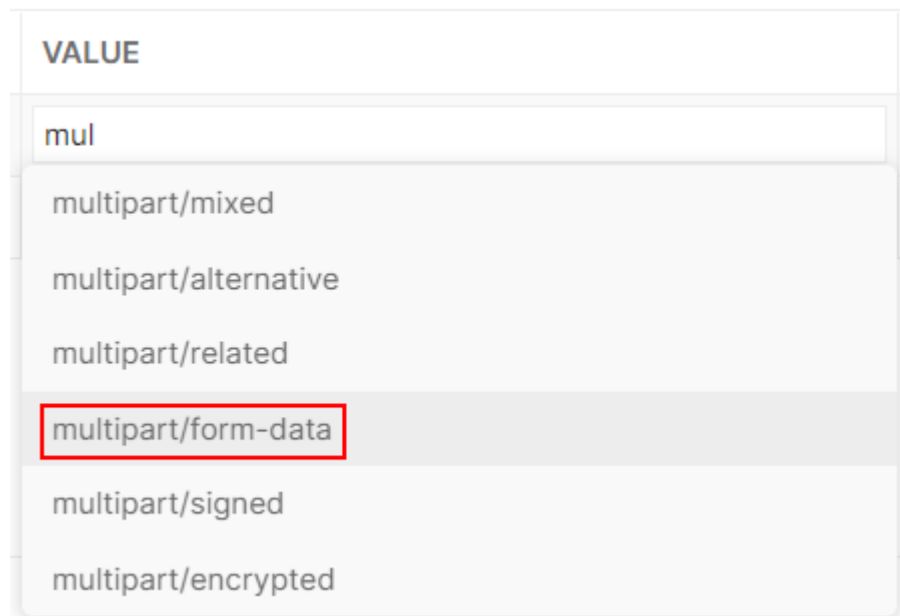 VALUE
mul
multipart/mixed
multipart/alternative
multipart/related
multipart/form-data
multipart/signed
multipart/encrypted